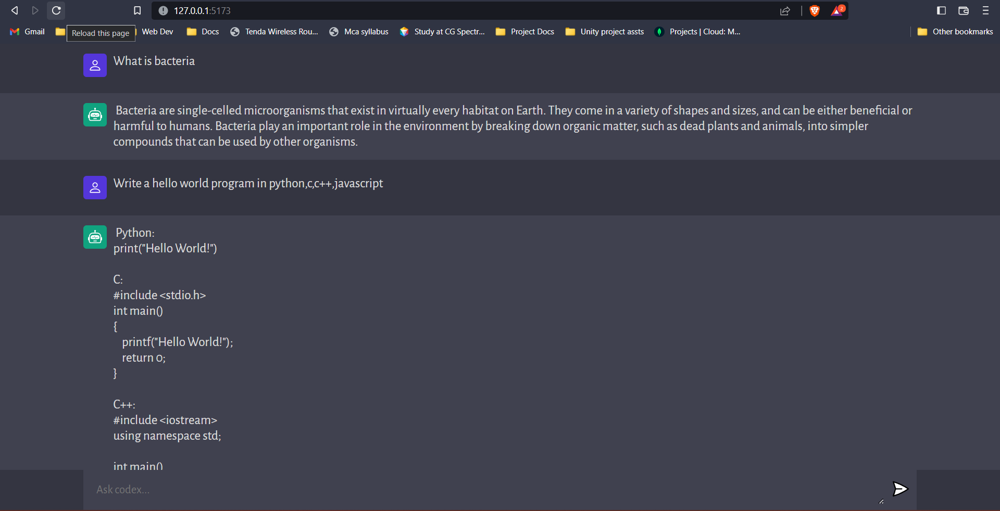 127.0.0.1:5173
2
Gmail
Reload this page
Web Dev
Docs
Tenda Wireless Rou...
Mca syllabus
Study at CG Spectr...
Project Docs
Unity project assts
Projects | Cloud: M...
Other bookmarks
What is bacteria
Bacteria are single-celled microorganisms that exist in virtually every habitat on Earth. They come in a variety of shapes and sizes, and can be either beneficial or
harmful to humans. Bacteria play an important role in the environment by breaking down organic matter, such as dead plants and animals, into simpler
compounds that can be used by other organisms.
Write a hello world program in python,c,c++,javascript
Python:
print("Hello World!")
C:
#include <stdio.h>
int main()
{
printf("Hello World!");
return 0;
}
C++:
#include <iostream>
using namespace std;
int main()
Ask codex...